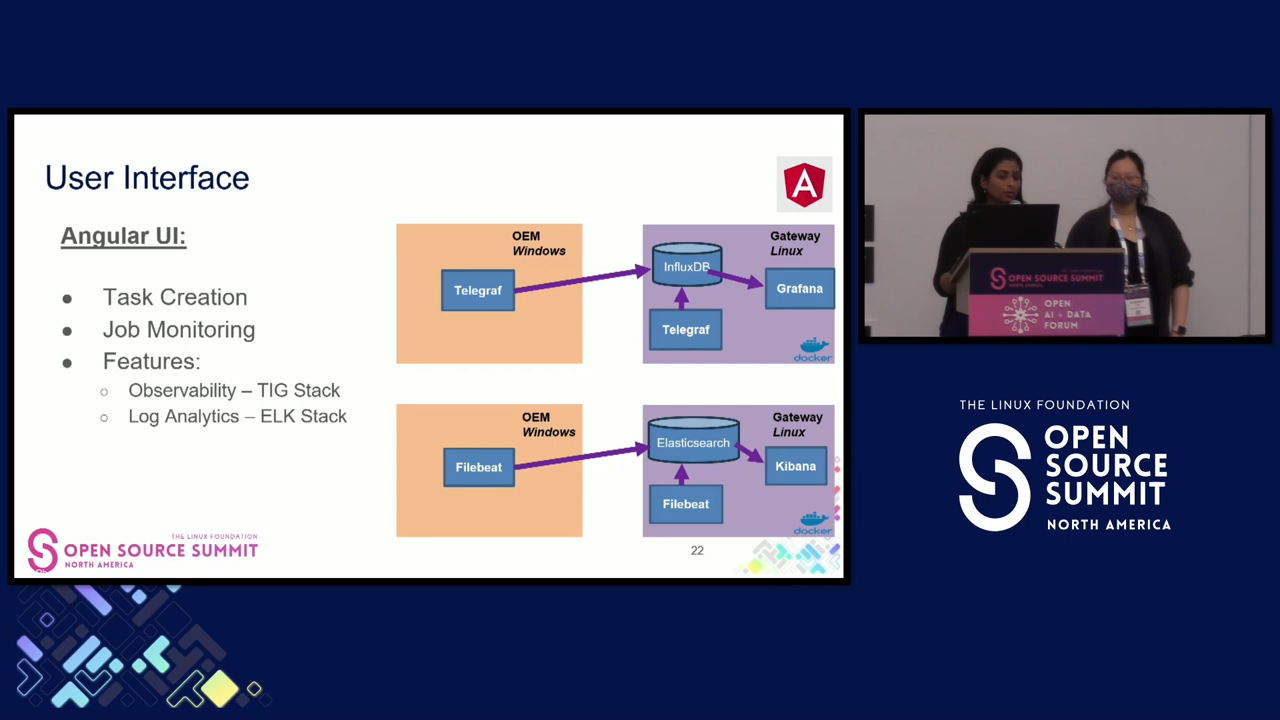 User Interface
Angular UI:
● Task Creation
● Job Monitoring
● Features:
○ Observability – TIG Stack
○ Log Analytics – ELK Stack
OEM
Windows
Telegraf
Gateway
Linux
InfluxDB
Grafana
Telegraf
docker
OEM
Windows
Filebeat
Gateway
Linux
Elasticsearch
Kibana
Filebeat
docker
THE LINUX FOUNDATION
OPEN SOURCE SUMMIT
NORTH AMERICA
22
OPEN SOURCE SUMMIT
NORTH AMERICA
OPEN
AI + DATA
FORUM
THE LINUX FOUNDATION
OPEN
SOURCE
SUMMIT
NORTH AMERICA